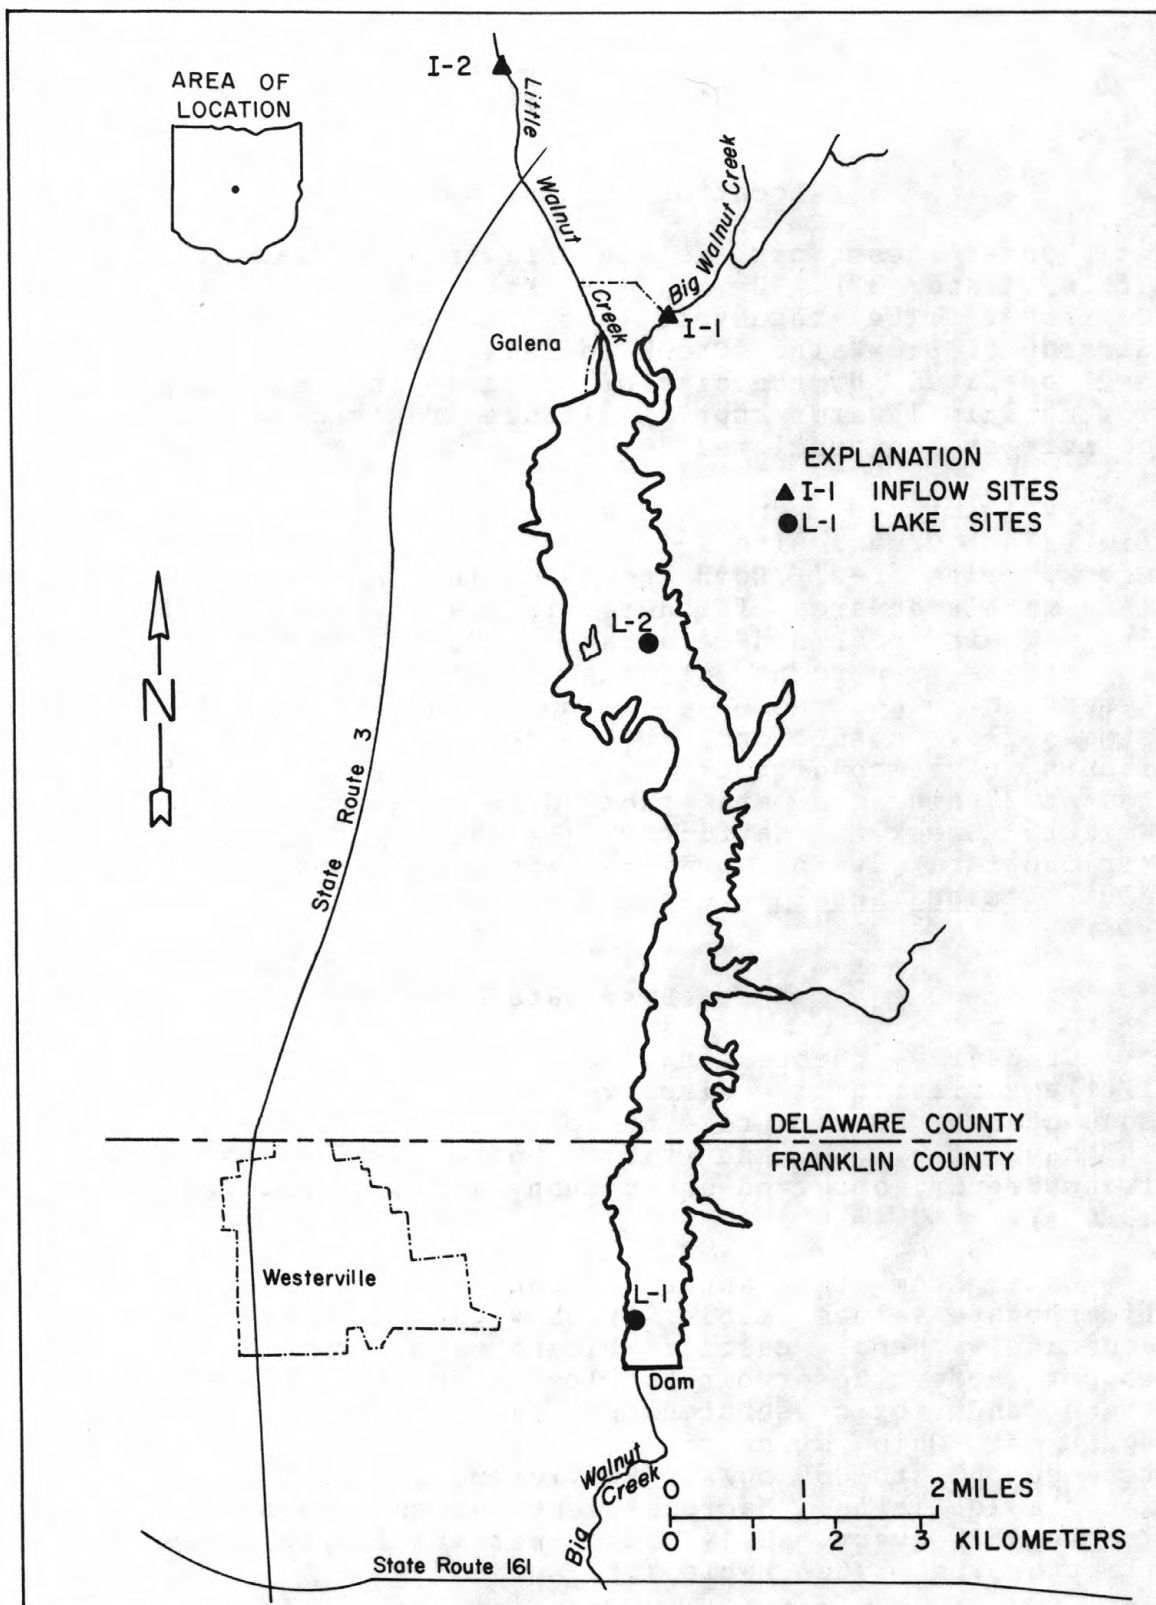 AREA OF
LOCATION
I-2
Little
Walnut
Creek
Big Walnut Creek
I-1
Galena
EXPLANATION
I-1 INFLOW SITES
L-1 LAKE SITES
L-2
N
State Route 3
DELAWARE COUNTY
FRANKLIN COUNTY
Westerville
L-1
Dam
Big
Walnut
Creek
0 2 MILES
0 1 2 3 KILOMETERS
State Route 161